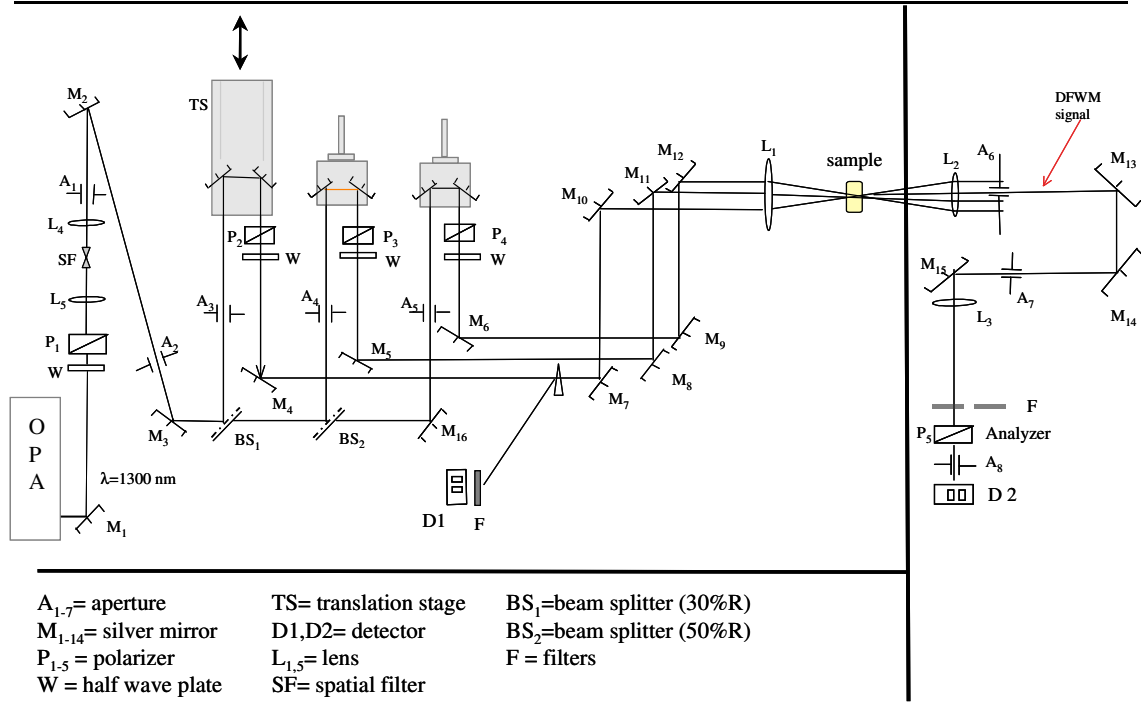 TS
M2
DFWM
signal
A1
L4
SF
L5
P1
W
A2
M3
O
P
A
λ=1300 nm
M1
P2
W
A3
BS1
M4
P3
W
A4
M5
BS2
P4
W
A5
M6
M16
D1
F
M10
M11
M12
L1
sample
M9
M8
M7
L2
A6
M13
M15
A7
M14
L3
F
P5
Analyzer
A8
D 2
A1-7= aperture
M1-14= silver mirror
P1-5 = polarizer
W = half wave plate
TS= translation stage
D1,D2= detector
L1,5= lens
SF= spatial filter
BS1=beam splitter (30%R)
BS2=beam splitter (50%R)
F = filters